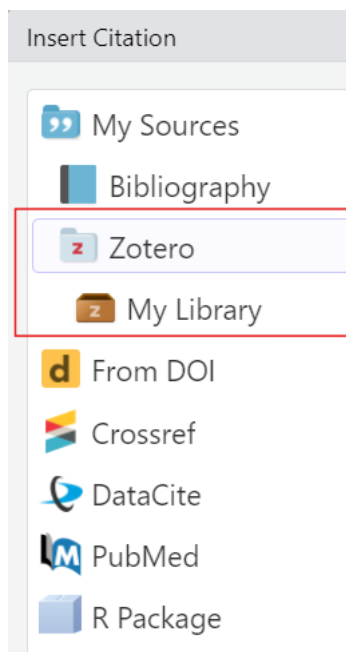 Insert Citation
My Sources
Bibliography
z Zotero
z My Library
d From DOI
Crossref
DataCite
M PubMed
R Package